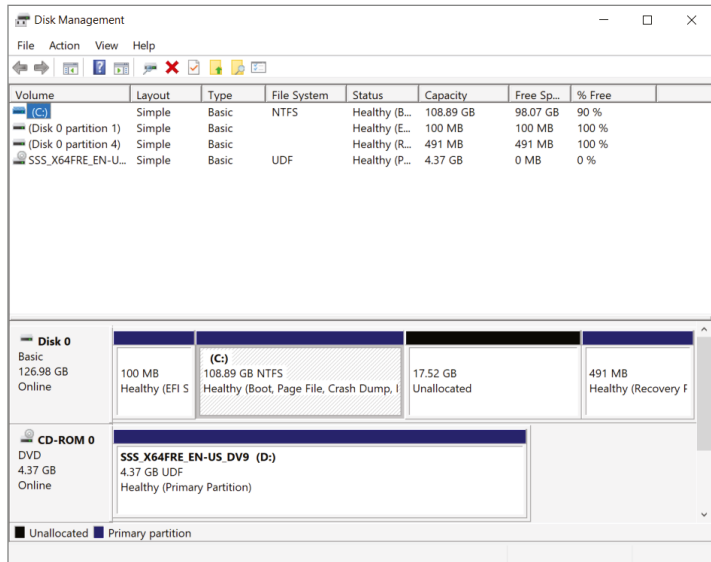 Disk Management
File Action View Help
Volume Layout Type File System Status Capacity Free Sp... % Free
(C:) Simple Basic NTFS Healthy (B... 108.89 GB 98.07 GB 90 %
(Disk 0 partition 1) Simple Basic Healthy (E... 100 MB 100 MB 100 %
(Disk 0 partition 4) Simple Basic Healthy (R... 491 MB 491 MB 100 %
SSS_X64FRE_EN-U... Simple Basic UDF Healthy (P... 4.37 GB 0 MB 0 %
Disk 0
Basic
126.98 GB
Online
100 MB
Healthy (EFI S
(C:)
108.89 GB NTFS
Healthy (Boot, Page File, Crash Dump, I
17.52 GB
Unallocated
491 MB
Healthy (Recovery P
CD-ROM 0
DVD
4.37 GB
Online
SSS_X64FRE_EN-US_DV9 (D:)
4.37 GB UDF
Healthy (Primary Partition)
Unallocated Primary partition